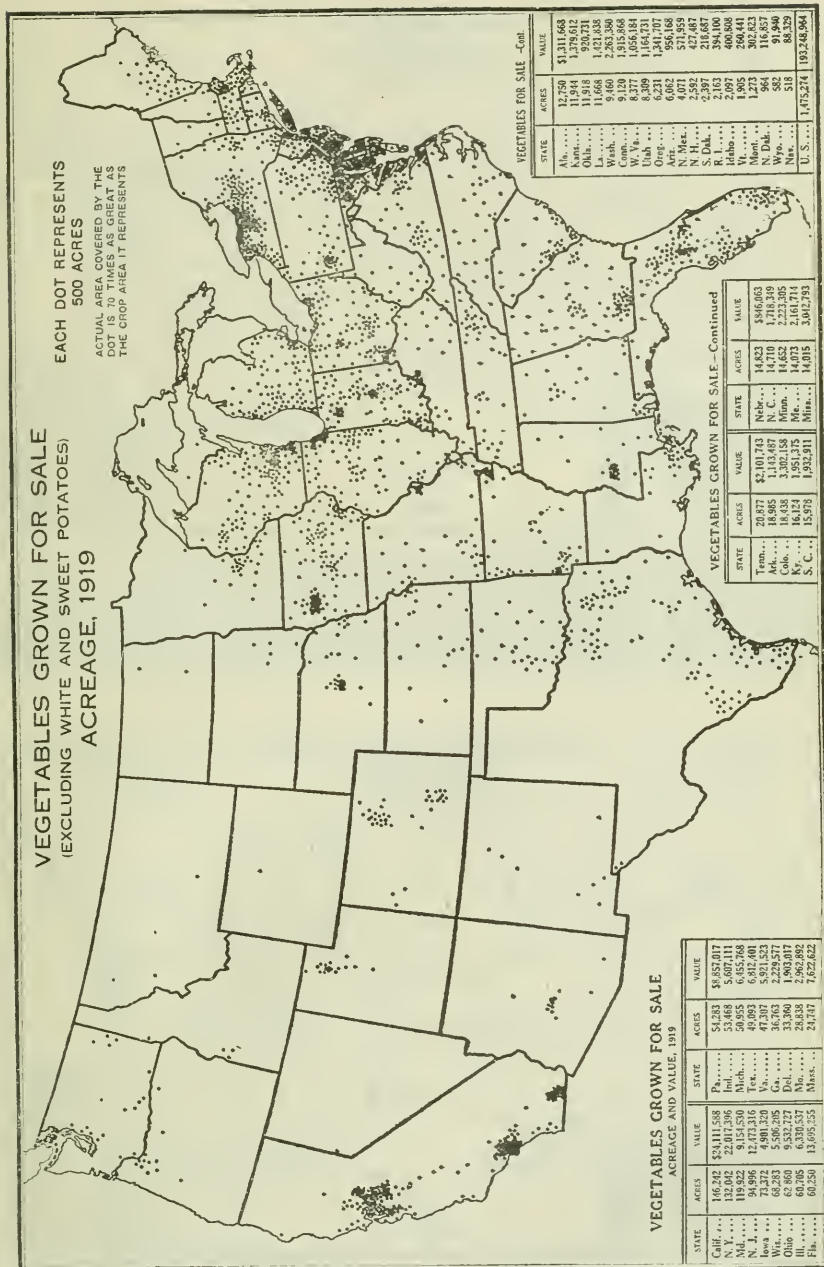 VEGETABLES GROWN FOR SALE
(EXCLUDING WHITE AND SWEET POTATOES)
ACREAGE, 1919
EACH DOT REPRESENTS
500 ACRES
ACTUAL AREA COVERED BY THE
DOT IS 70 TIMES AS GREAT AS
THE CROP AREA IT REPRESENTS
VEGETABLES GROWN FOR SALE
ACREAGE AND VALUE, 1919
STATE ACRES VALUE STATE ACRES VALUE
Calif.... 146,242 $24,111,588 Pa...... 54,283 $8,857,017
N. Y.... 132,042 22,017,396 Ind..... 53,468 5,607,111
Md..... 119,922 9,154,530 Mich.... 50,955 6,455,768
N. J.... 94,996 12,473,316 Tex..... 49,093 6,812,401
Iowa ... 73,372 4,901,320 Va...... 47,307 5,921,523
Wis..... 68,283 5,506,205 Ga..... 36,763 2,229,577
Ohio ... 62,860 9,532,727 Del..... 33,360 1,903,017
Ill...... 60,705 6,330,537 Mo..... 28,838 2,962,892
Fla..... 60,250 13,695,255 Mass... 24,747 7,622,622
VEGETABLES GROWN FOR SALE—Continued
STATE ACRES VALUE STATE ACRES VALUE
Tenn... 20,877 $2,101,743 Nebr... 14,823 $846,063
Ark.... 18,985 1,143,487 N. C.... 14,710 1,718,349
Colo... 18,438 3,302,158 Minn... 14,652 2,223,305
Ky..... 16,124 1,951,375 Me..... 14,073 2,161,714
S. C.... 15,978 1,932,911 Miss.... 14,015 3,042,793
VEGETABLES FOR SALE -Cont.
STATE ACRES VALUE
Ala..... 12,750 $1,311,668
Kans.... 11,944 1,379,612
Okla.... 11,918 920,731
La...... 11,668 1,421,838
Wash... 9,460 2,263,380
Conn... 9,120 1,915,868
W. Va... 8,377 1,056,184
Utah ... 8,309 1,164,731
Oreg.... 6,231 1,341,707
Ariz.... 6,062 956,168
N. Mex.. 4,071 571,959
N. H.... 2,592 427,487
S. Dak.. 2,397 218,687
R. I..... 2,163 394,100
Idaho... 2,097 400,808
Vt...... 1,905 260,441
Mont... 1,273 302,823
N. Dak.. 964 116,857
Wyo.... 582 91,940
Nev.... 518 88,329
U. S.... 1,475,274 193,248,964